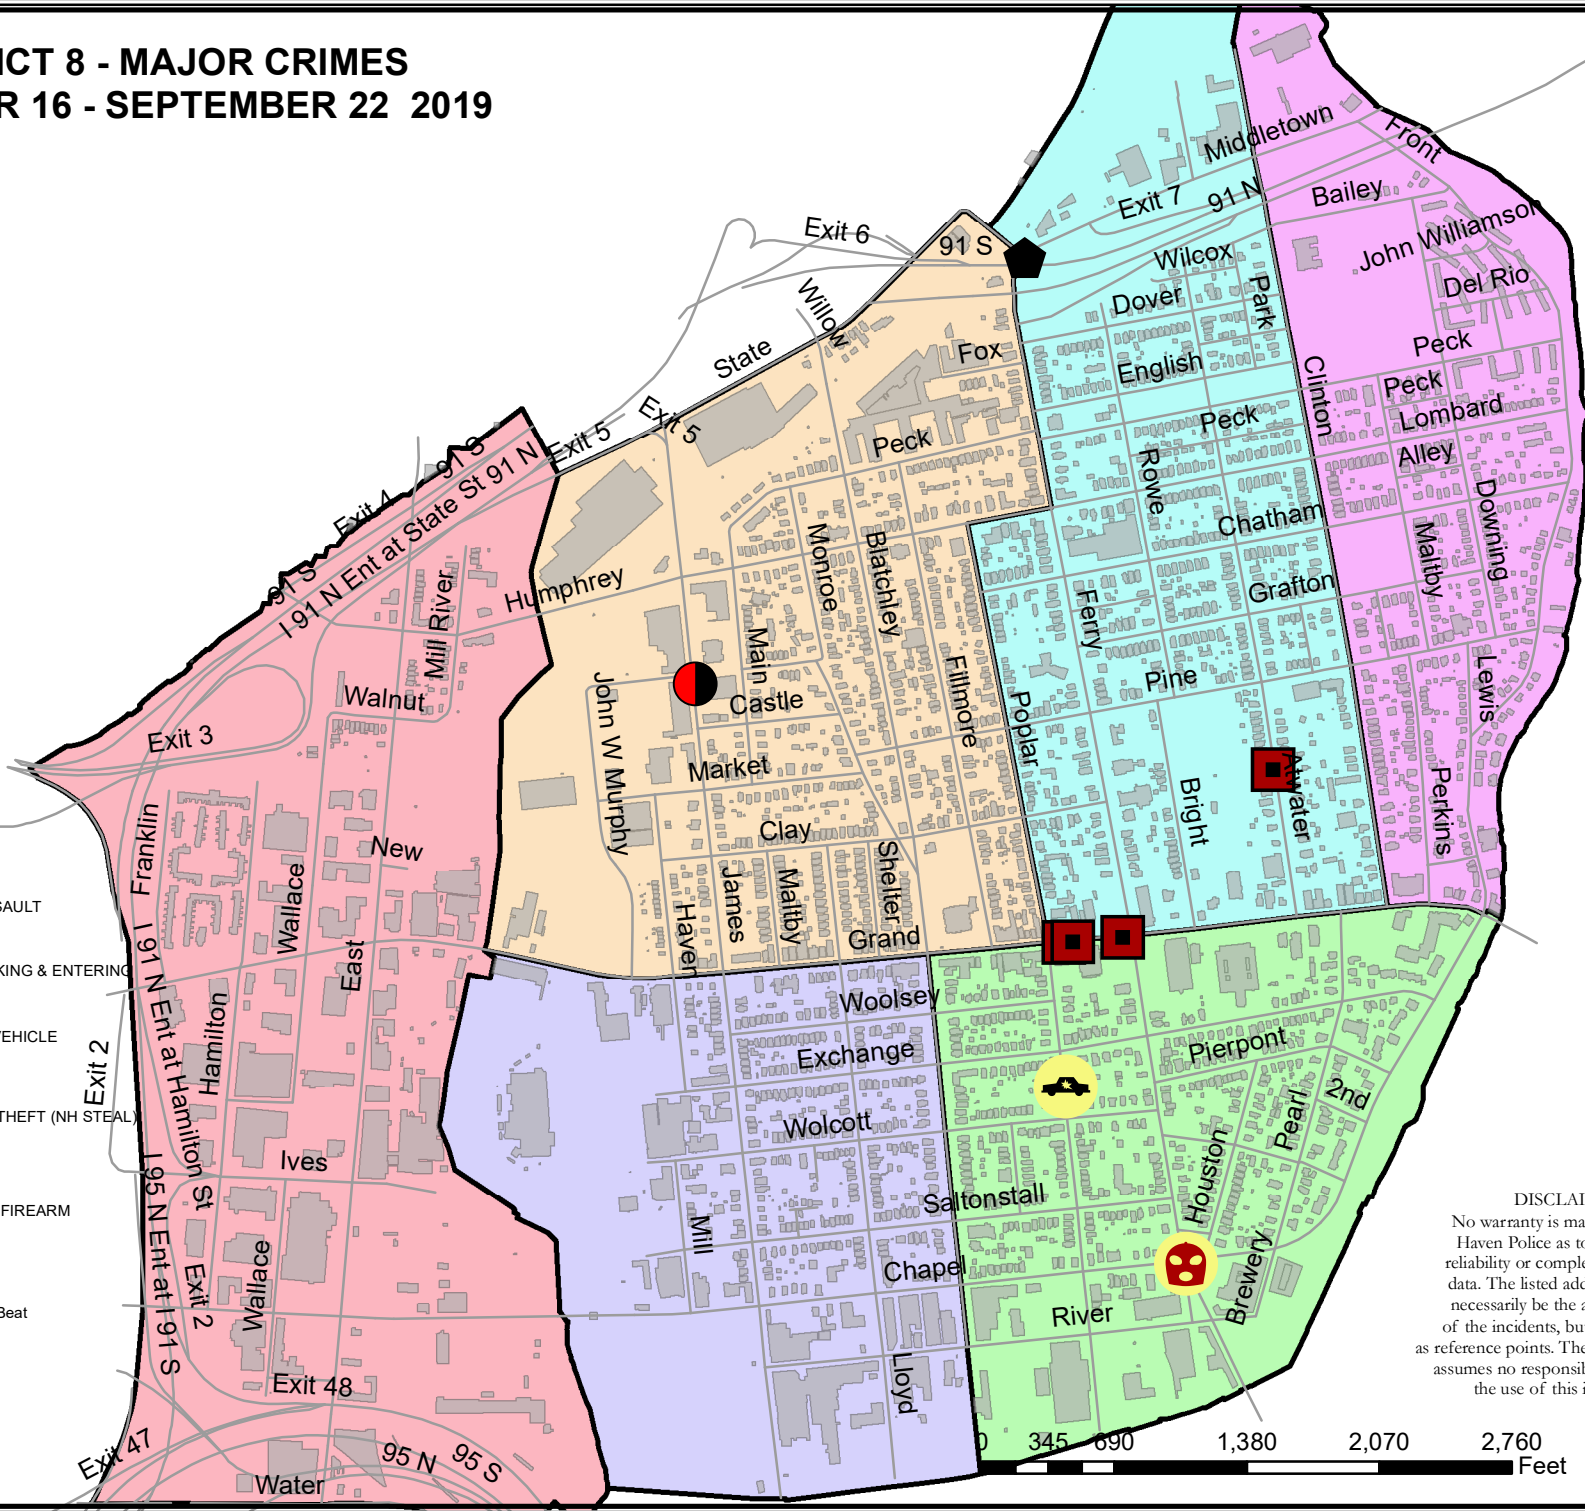 ICT 8 - MAJOR CRIMES
R 16 - SEPTEMBER 22 2019
Middletown
Front
Exit 7
91 N
Bailey
Exit 6
91 S
John Williamson
Wilcox
Del Rio
Willow
Dover
Park
State
Fox
Peck
English
Clinton
Peck
Exit 5
Peck
Lombard
Exit 5
Peck
Alley
91 S
91 N
Rowe
Downing
Exit 4
I 91 N Ent at State St
Chatham
Monroe
Blatchley
Maltby
91 S
Humphrey
Grafton
Mill River
Ferry
Main
Fillmore
Pine
Lewis
Walnut
John W Murphy
Castle
Poplar
Exit 3
Market
Atwater
Perkins
Bright
Franklin
New
Clay
Wallace
James
Maltby
Shelter
SAULT
Haven
Grand
East
KING & ENTERING
I 91 N Ent at Hamilton St
Woolsey
Hamilton
VEHICLE
Exchange
Pierpont
Exit 2
2nd
THEFT (NH STEAL)
Wolcott
Pearl
Ives
Houston
Saltonstall
FIREARM
Mill
I 95 N Ent at I 91 S
Exit 2
Wallace
Chapel
Brewery
Beat
River
Lloyd
Exit 48
DISCLAI
No warranty is ma
Haven Police as to
reliability or comple
data. The listed add
necessarily be the a
of the incidents, bu
as reference points. The
assumes no responsib
the use of this i
Exit 47
95 N
95 S
Water
0 345 690 1,380 2,070 2,760
Feet